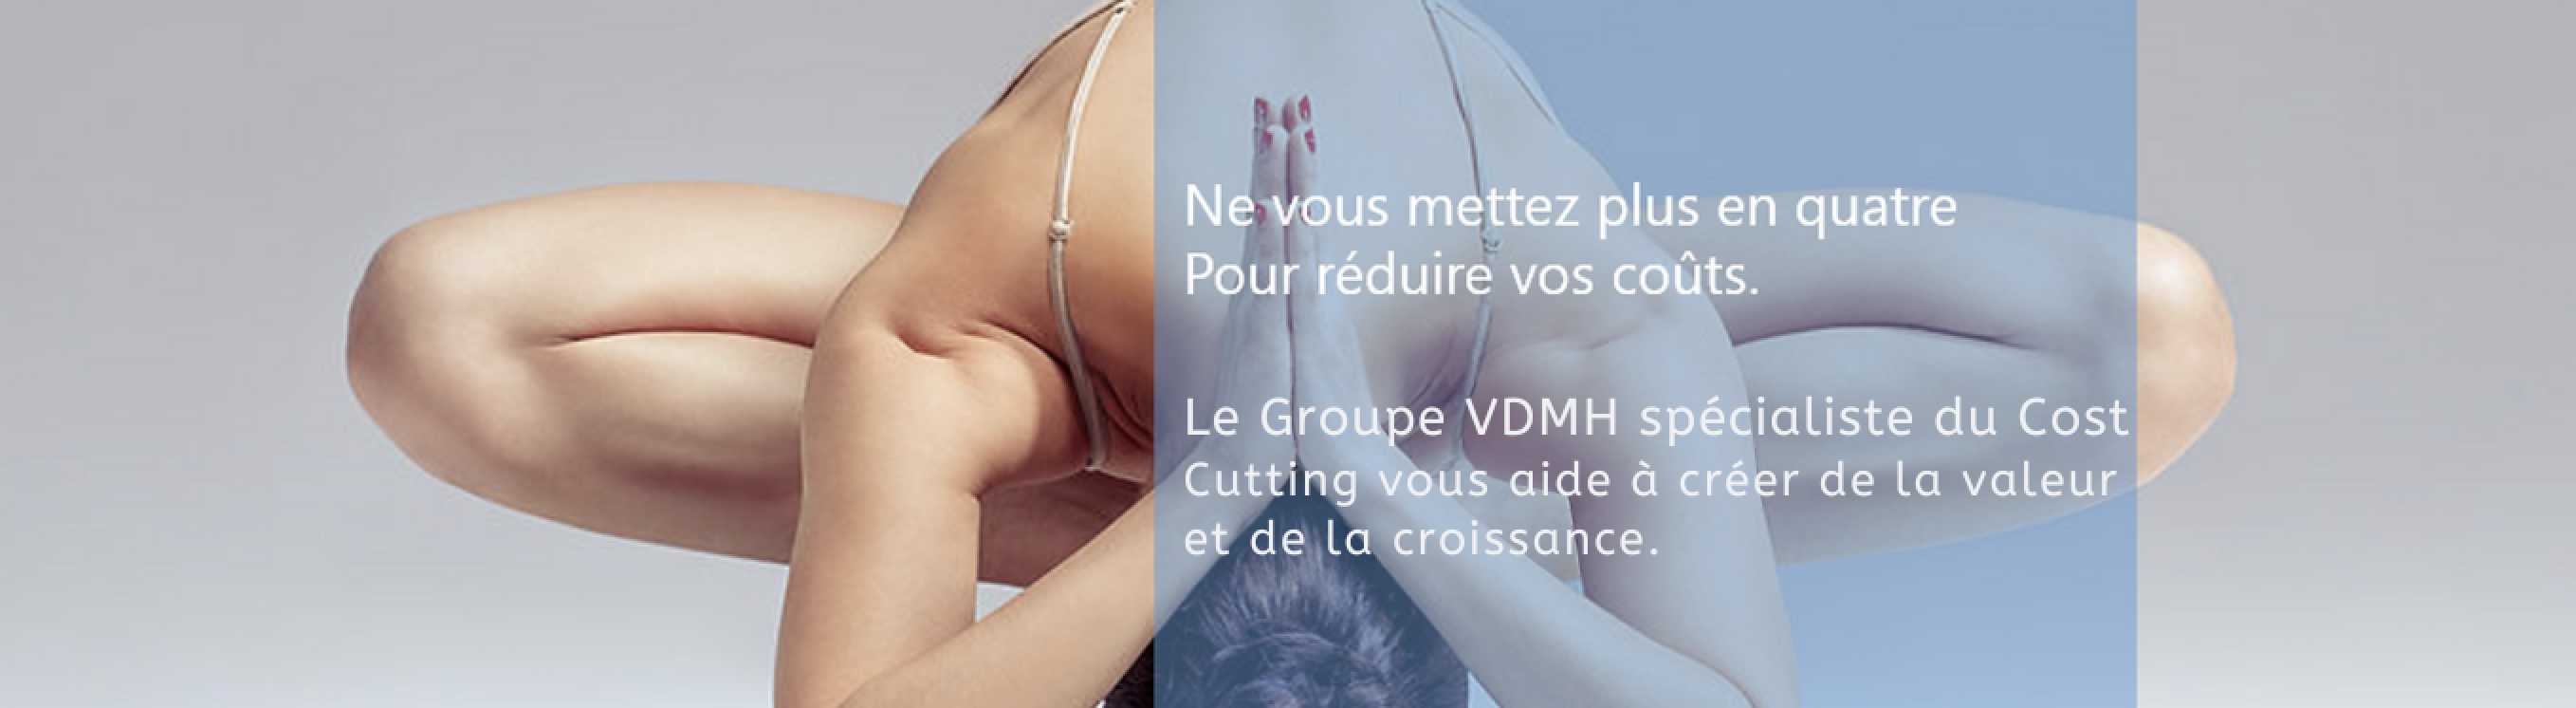 Ne vous mettez plus en quatre
Pour réduire vos coûts.
Le Groupe VDMH spécialiste du Cost
Cutting vous aide à créer de la valeur
et de la croissance.